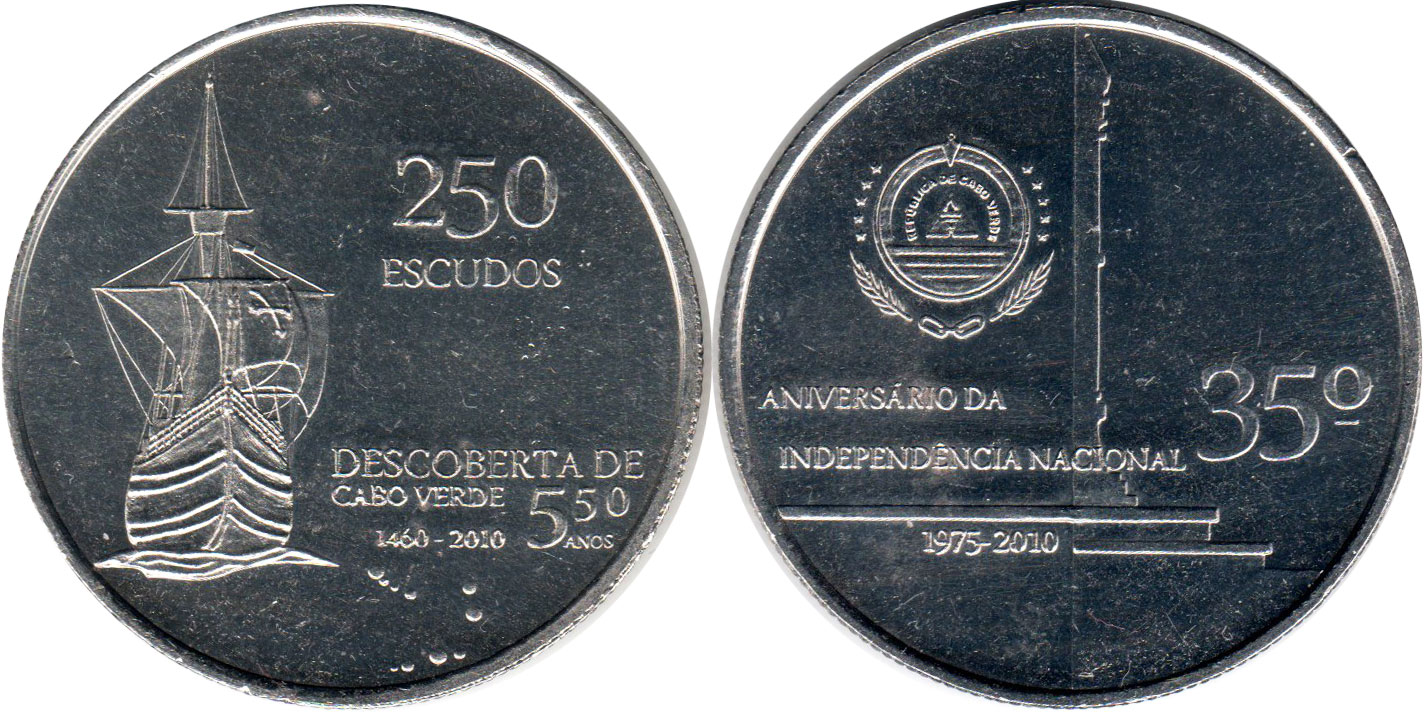 250
ESCUDOS
DESCOBERTA DE
CABO VERDE 550
1460 - 2010 ANOS
REPÚBLICA DE CABO VERDE
35º
ANIVERSÁRIO DA
INDEPENDÊNCIA NACIONAL
1975-2010